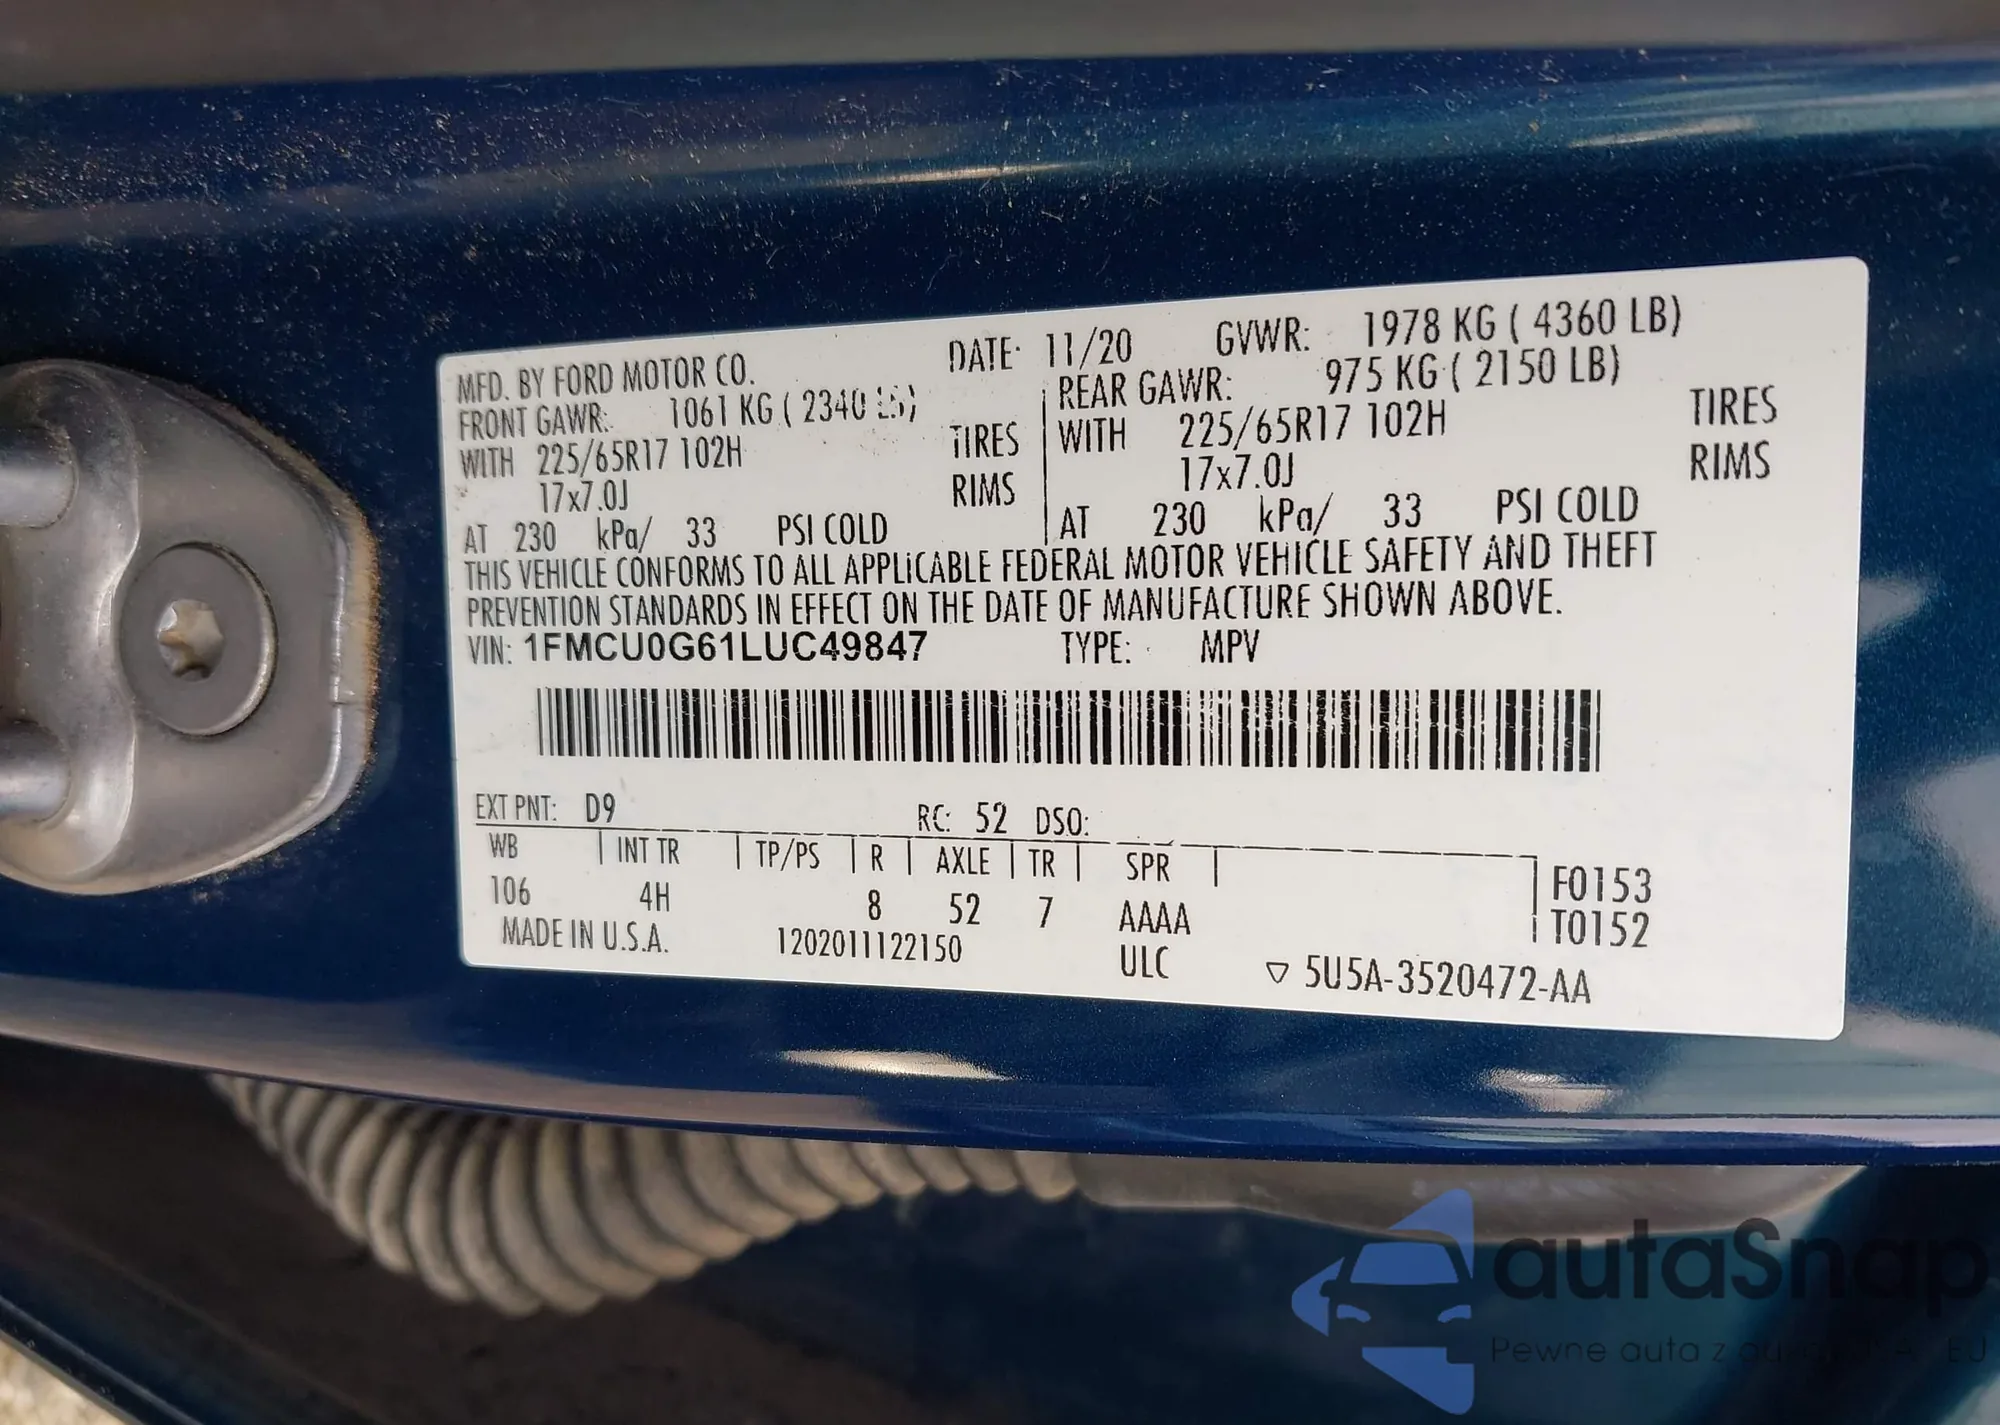 MFD. BY FORD MOTOR CO. DATE: 11/20 GVWR: 1978 KG ( 4360 LB)
FRONT GAWR: 1061 KG ( 2340 LB) REAR GAWR: 975 KG ( 2150 LB)
WITH 225/65R17 102H TIRES WITH 225/65R17 102H TIRES
17x7.0J RIMS 17x7.0J RIMS
AT 230 kPa/ 33 PSI COLD AT 230 kPa/ 33 PSI COLD
THIS VEHICLE CONFORMS TO ALL APPLICABLE FEDERAL MOTOR VEHICLE SAFETY AND THEFT
PREVENTION STANDARDS IN EFFECT ON THE DATE OF MANUFACTURE SHOWN ABOVE.
VIN: 1FMCU0G61LUC49847 TYPE: MPV
EXT PNT: D9 RC: 52 DSO:
WB INT TR TP/PS R AXLE TR SPR F0153
106 4H 8 52 7 AAAA T0152
MADE IN U.S.A. 1202011122150 ULC ▽ 5U5A-3520472-AA
autaSnap
Pewne auta z EU